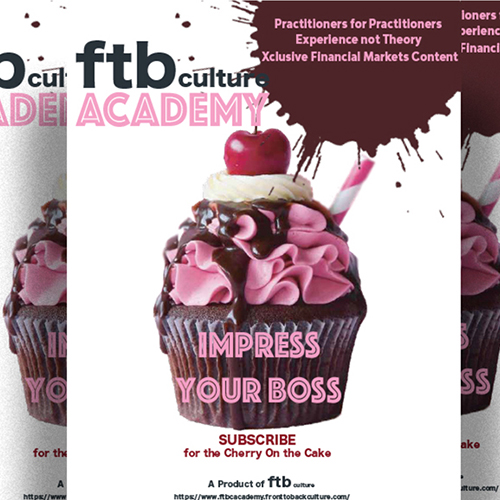 Practitioners for Practitioners
Experience not Theory
Xclusive Financial Markets Content
ftb culture
ACADEMY
IMPRESS
YOUR BOSS
SUBSCRIBE
for the Cherry On the Cake
A Product of ftb culture
https://www.ftbcacademy.fronttobackculture.com/